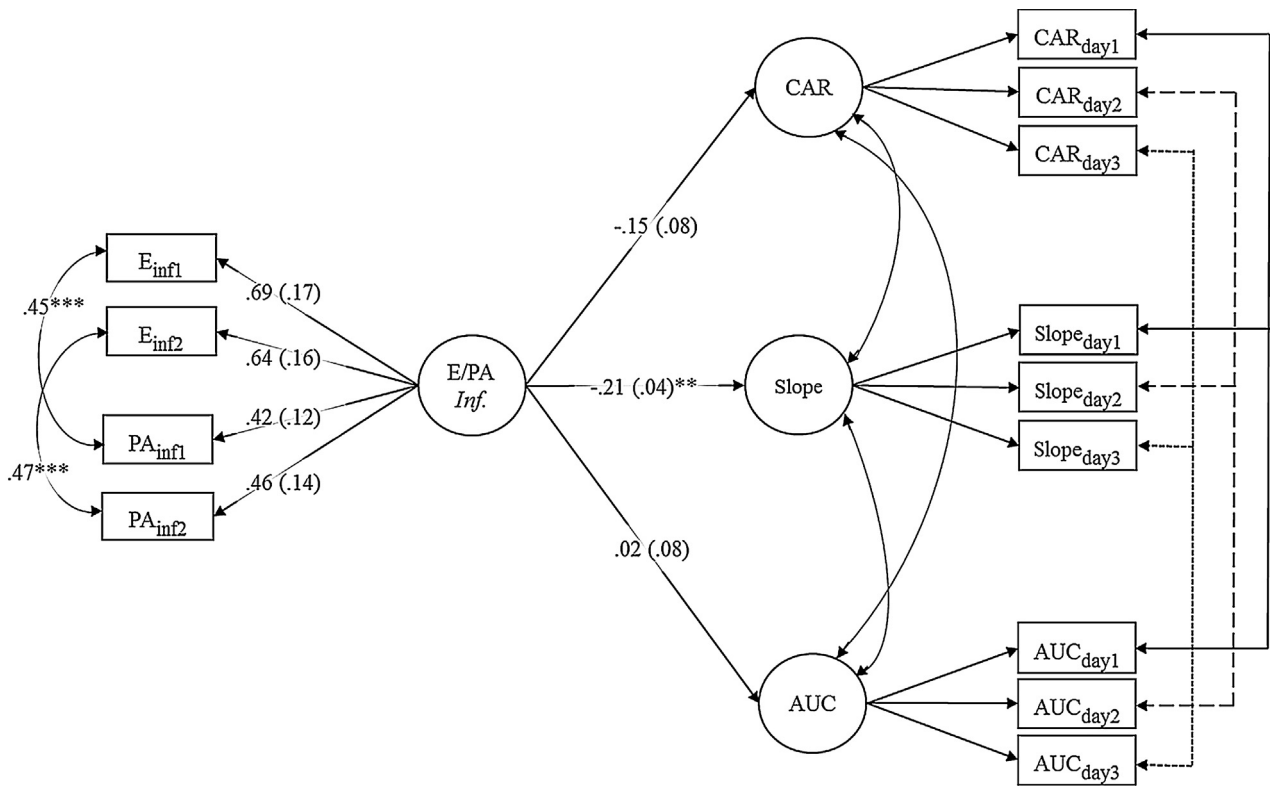 CARday1
CAR
CARday2
CARday3
-.15 (.08)
Einf1
.69 (.17)
.45***
Einf2
.64 (.16)
E/PA
Inf.
-.21 (.04)**
Slope
Slopeday1
Slopeday2
Slopeday3
.42 (.12)
PAinf1
.47***
.46 (.14)
PAinf2
.02 (.08)
AUCday1
AUC
AUCday2
AUCday3